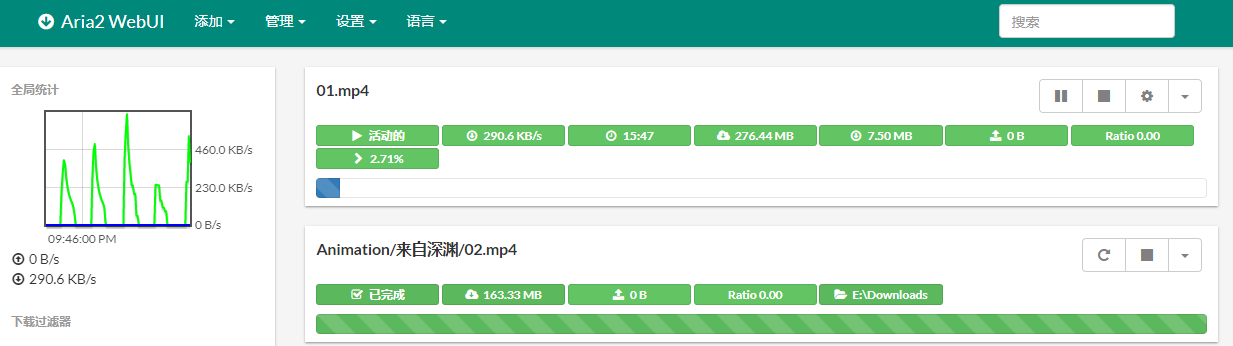 Aria2 WebUI 添加 管理 设置 语言 搜索
全局统计
460.0 KB/s
230.0 KB/s
0 B/s
09:46:00 PM
0 B/s
290.6 KB/s
下载过滤器
01.mp4
活动的 290.6 KB/s 15:47 276.44 MB 7.50 MB 0 B Ratio 0.00
2.71%
Animation/来自深渊/02.mp4
已完成 163.33 MB 0 B Ratio 0.00 E:\Downloads